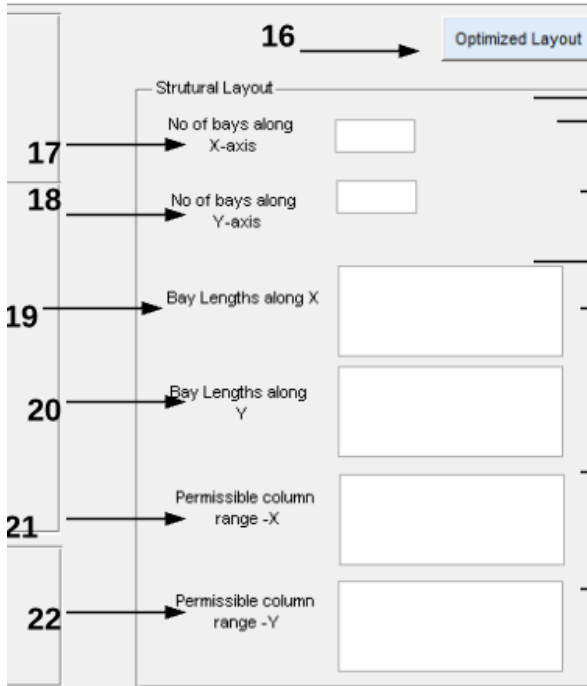 16
Optimized Layout
Strutural Layout
No of bays along
X-axis
17
18
No of bays along
Y-axis
Bay Lengths along X
19
Bay Lengths along
Y
20
Permissible column
range -X
21
Permissible column
range -Y
22